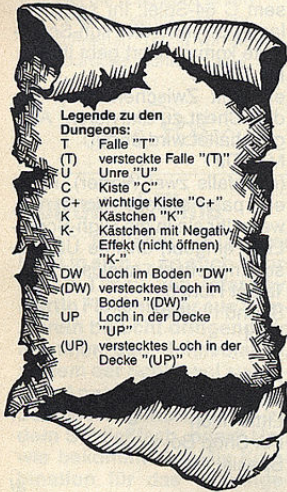 Legende zu den
Dungeons:
T Falle "T"
(T) versteckte Falle "(T)"
U Unre "U"
C Kiste "C"
C+ wichtige Kiste "C+"
K Kästchen "K"
K- Kästchen mit Negativ-
Effekt (nicht öffnen)
"K-"
DW Loch im Boden "DW"
(DW) verstecktes Loch im
Boden "(DW)"
UP Loch in der Decke
"UP"
(UP) verstecktes Loch in der
Decke "(UP)"